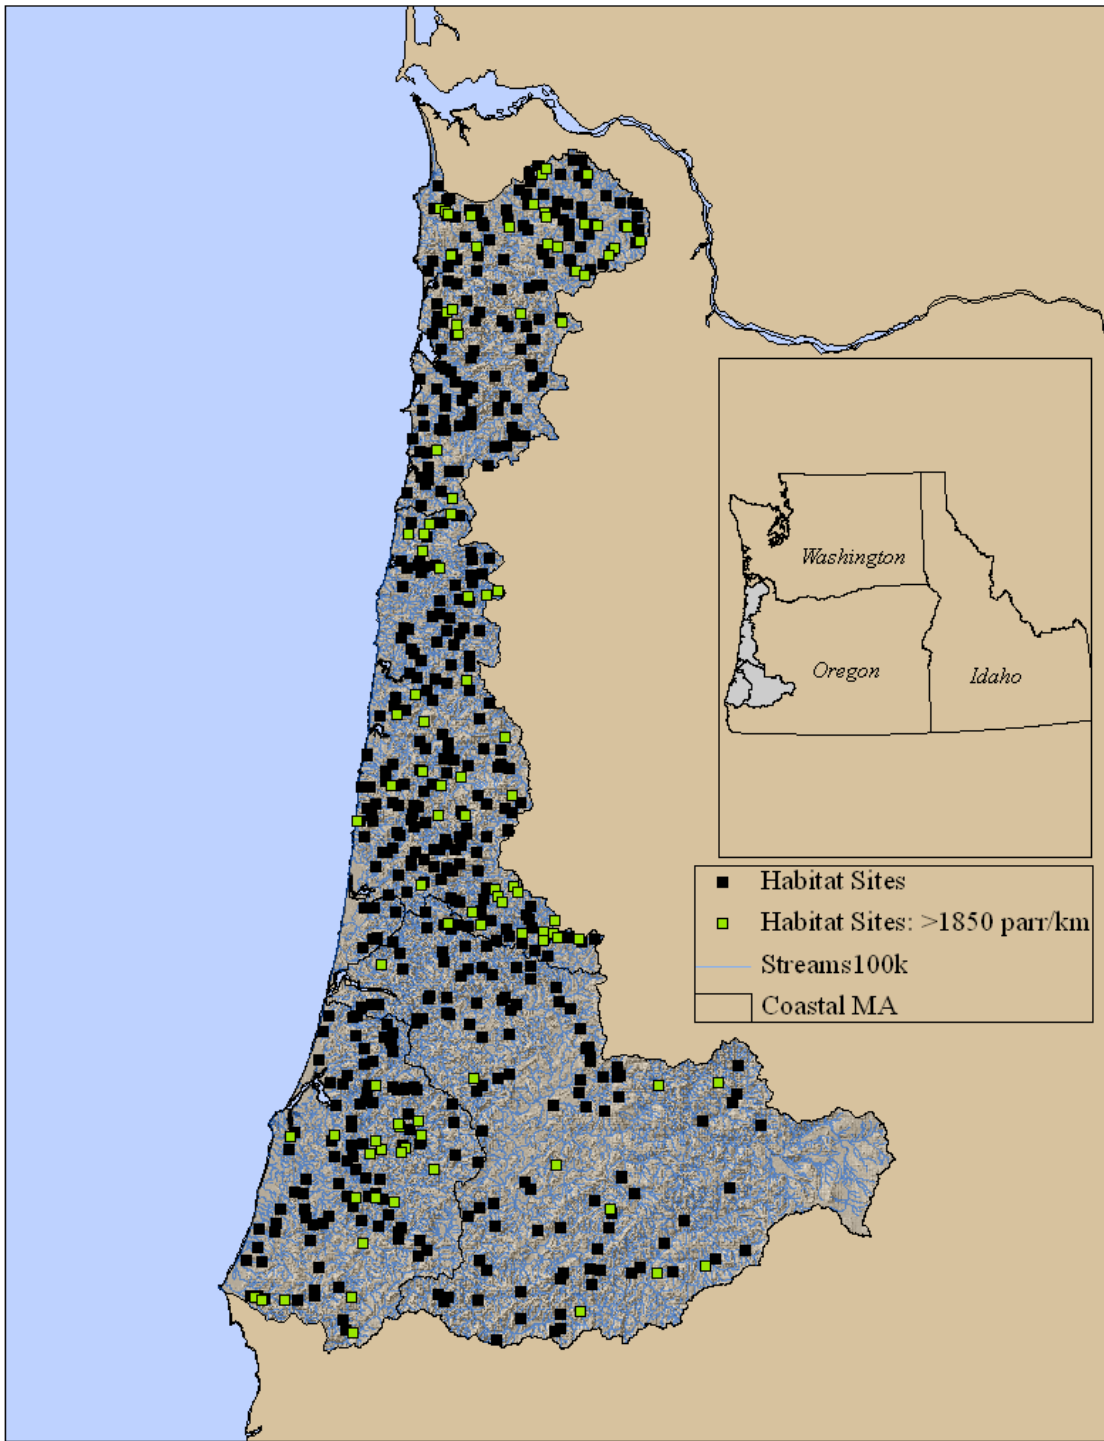 Washington
Oregon
Idaho
Habitat Sites
Habitat Sites: >1850 parr/km
Streams100k
Coastal MA